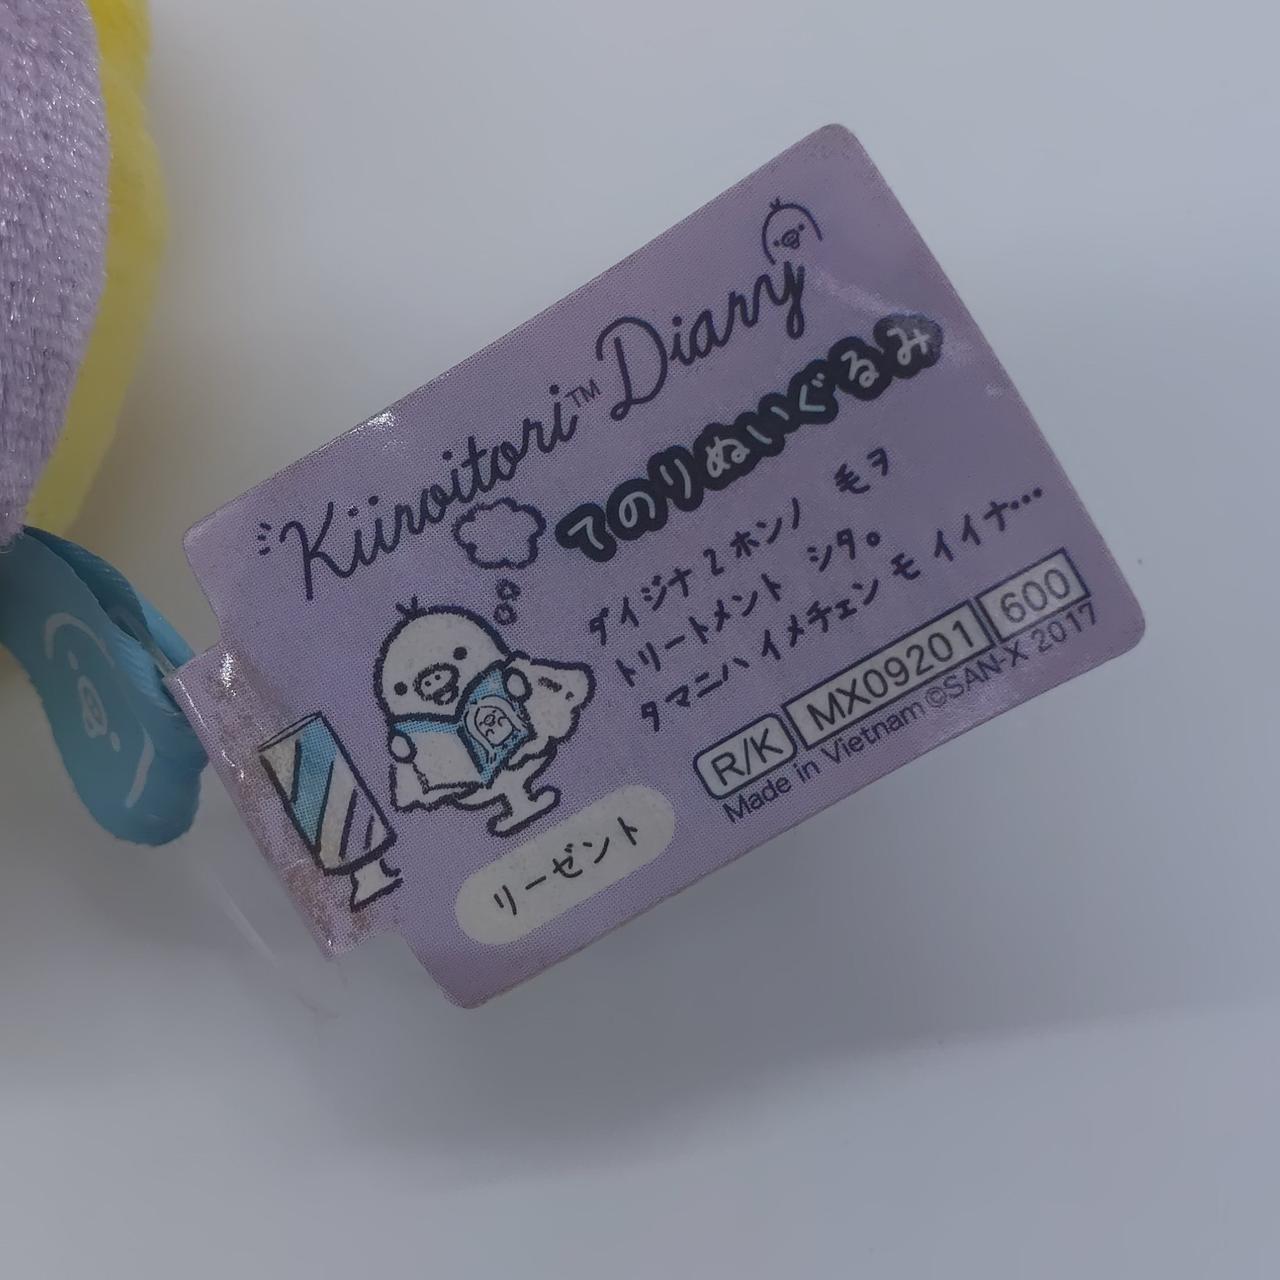 Kiiroitori™ Diary
てのりぬいぐるみ
ダイジナ 2 ホンノ 毛ヲ
トリートメント シタ。
タマニハ イメチェン モ イイナ…
R/K MX09201 600
Made in Vietnam ©SAN-X 2017
リーゼント